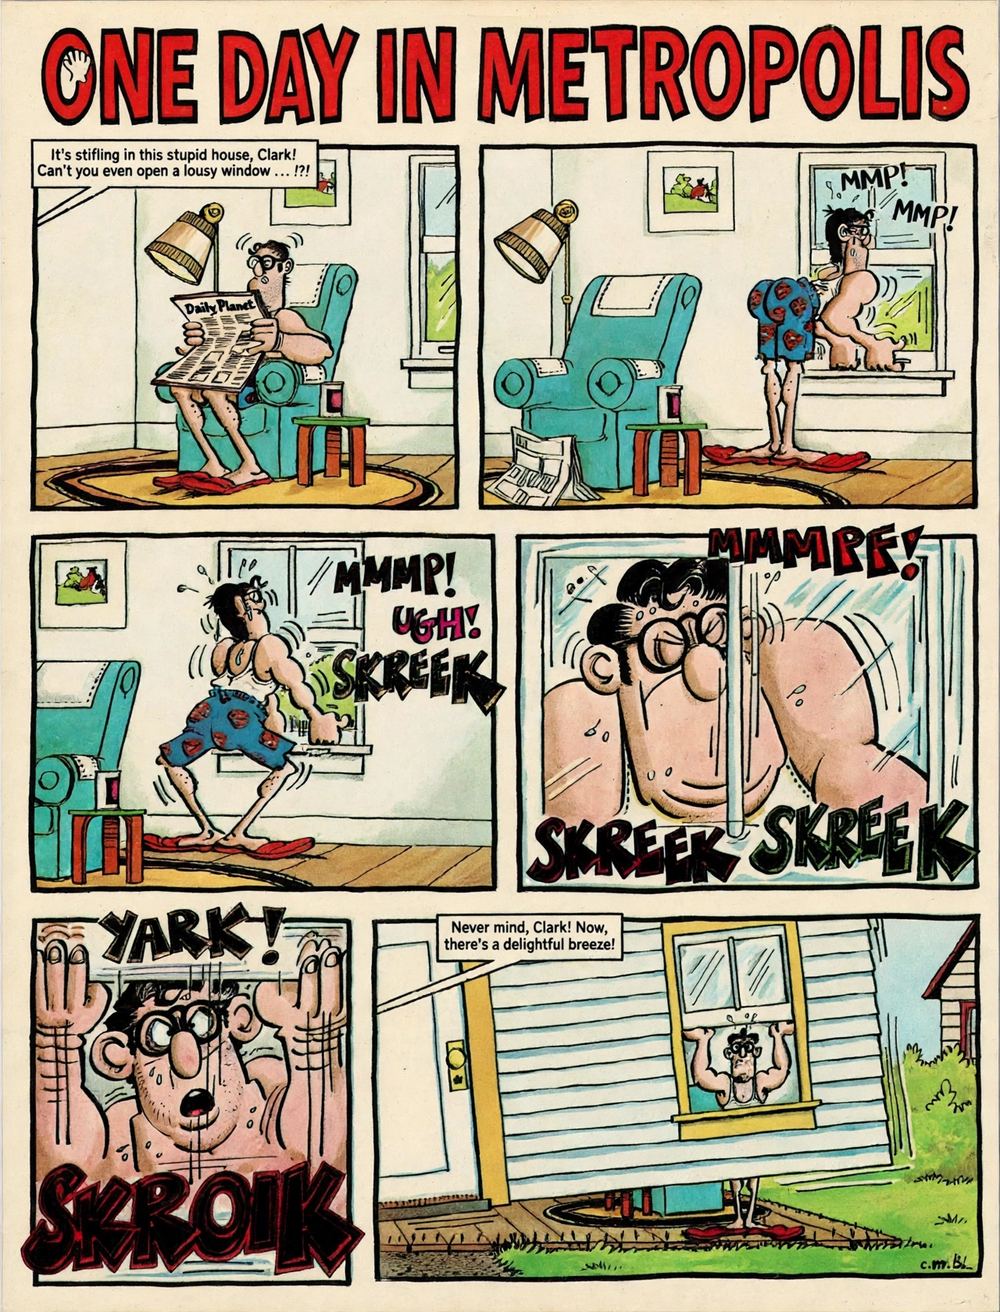 ONE DAY IN METROPOLIS
It's stifling in this stupid house, Clark!
Can't you even open a lousy window . . . !?!
Daily Planet
MMP!
MMP!
MMMP!
UGH!
SKREEK
MMMPF!
SKREEK
SKREEK
YARK!
SKROIK
Never mind, Clark! Now,
there's a delightful breeze!